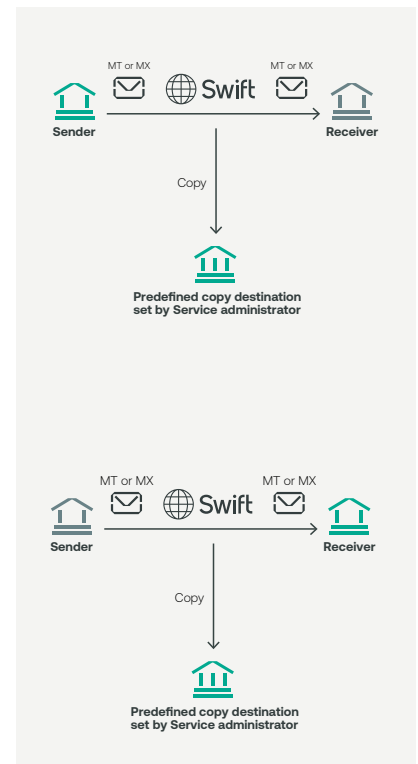 MT or MX
MT or MX
Swift
Sender
Receiver
Copy
Predefined copy destination
set by Service administrator
MT or MX
MT or MX
Swift
Sender
Receiver
Copy
Predefined copy destination
set by Service administrator